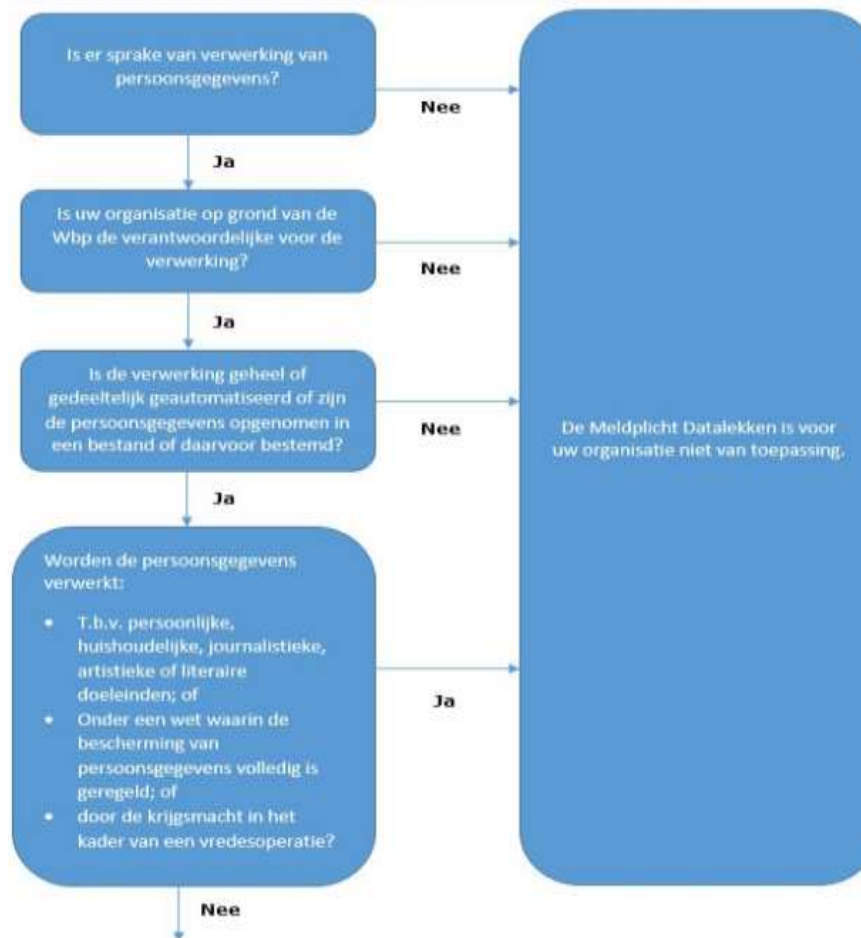 Is er sprake van verwerking van
persoonsgegevens?
Nee
Ja
Is uw organisatie op grond van de
Wbp de verantwoordelijke voor de
verwerking?
Nee
Ja
Is de verwerking geheel of
gedeeltelijk geautomatiseerd of zijn
de persoonsgegevens opgenomen in
een bestand of daarvoor bestemd?
Nee
Ja
Worden de persoonsgegevens
verwerkt:
• T.b.v. persoonlijke,
huishoudelijke, journalistieke,
artistieke of literaire
doeleinden; of
• Onder een wet waarin de
bescherming van
persoonsgegevens volledig is
geregeld; of
• door de krijgsmacht in het
kader van een vredesoperatie?
Ja
Nee
De Meldplicht Datalekken is voor
uw organisatie niet van toepassing.